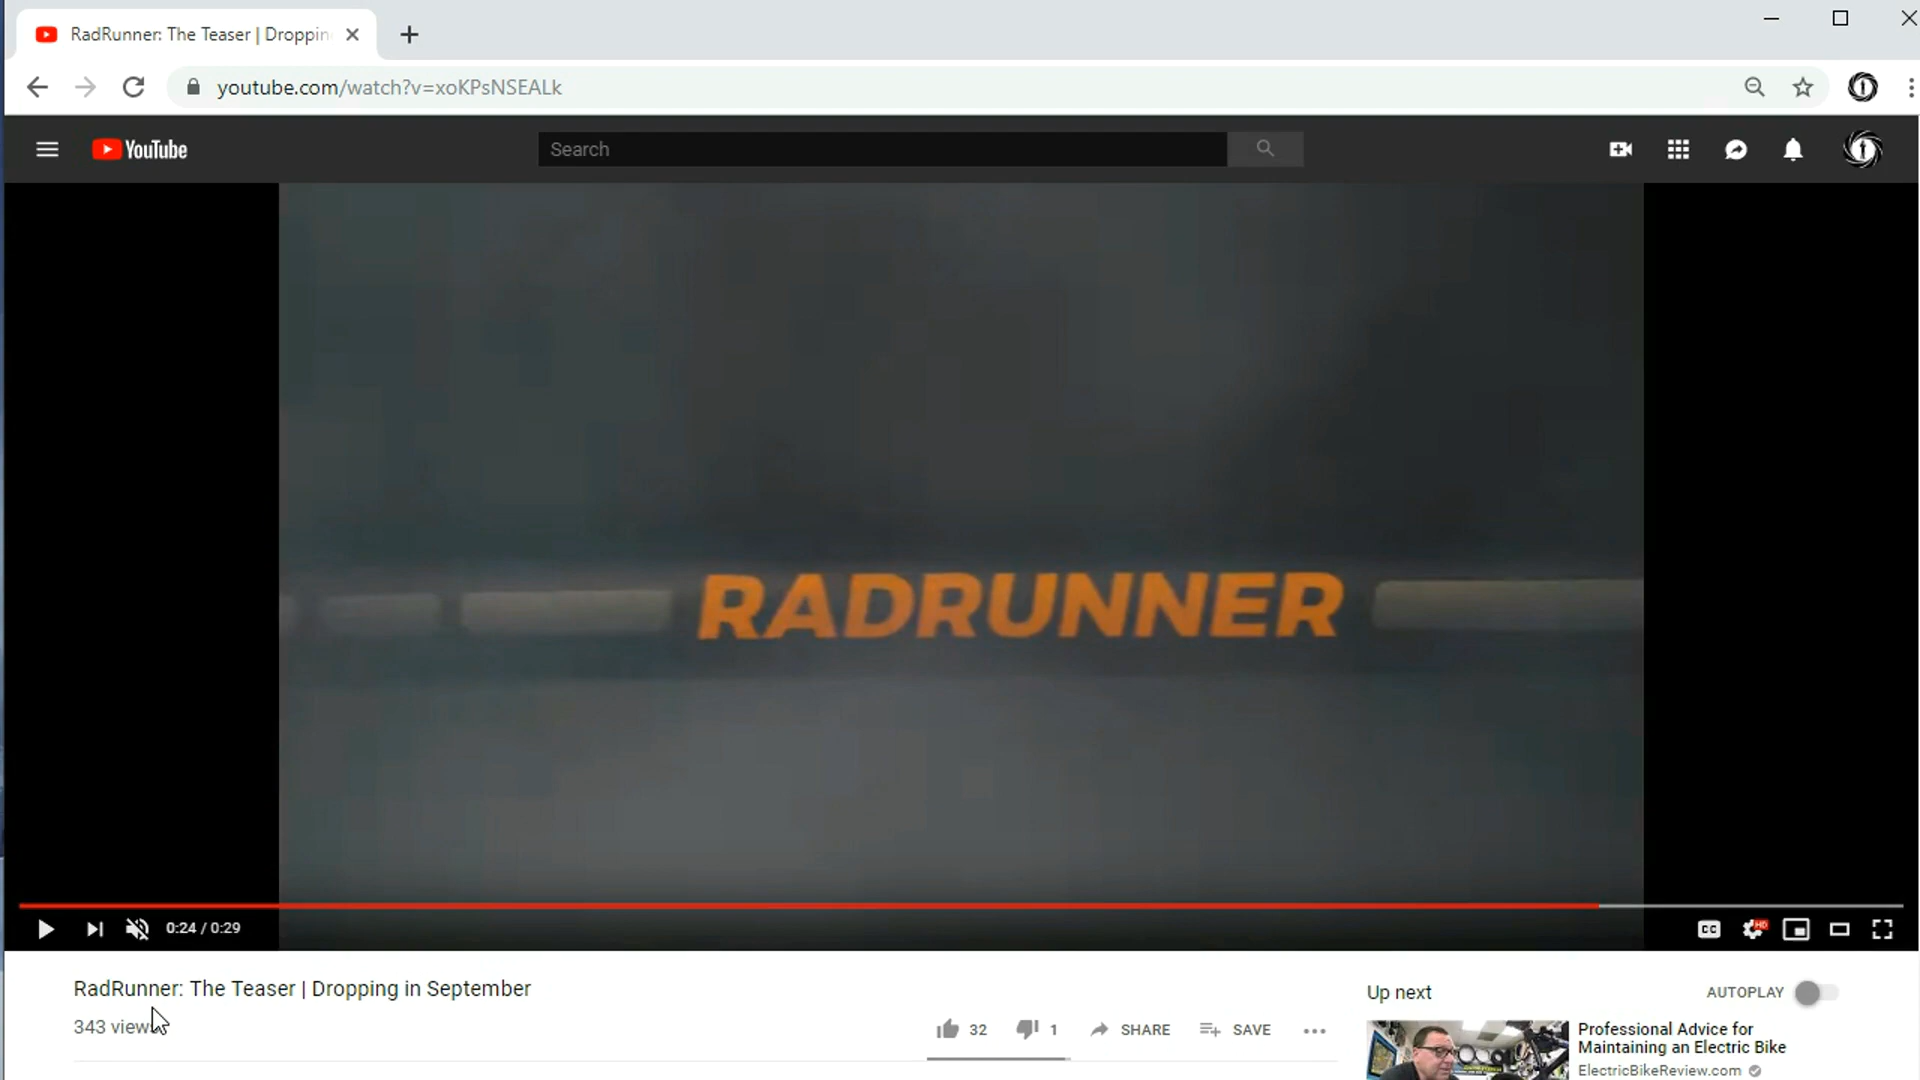 RadRunner: The Teaser | Droppin
youtube.com/watch?v=xoKPsNSEALk
YouTube
Search
RADRUNNER
0:24 / 0:29
CC
HD
RadRunner: The Teaser | Dropping in September
343 views
32
1
SHARE
SAVE
Up next
AUTOPLAY
Professional Advice for
Maintaining an Electric Bike
ElectricBikeReview.com